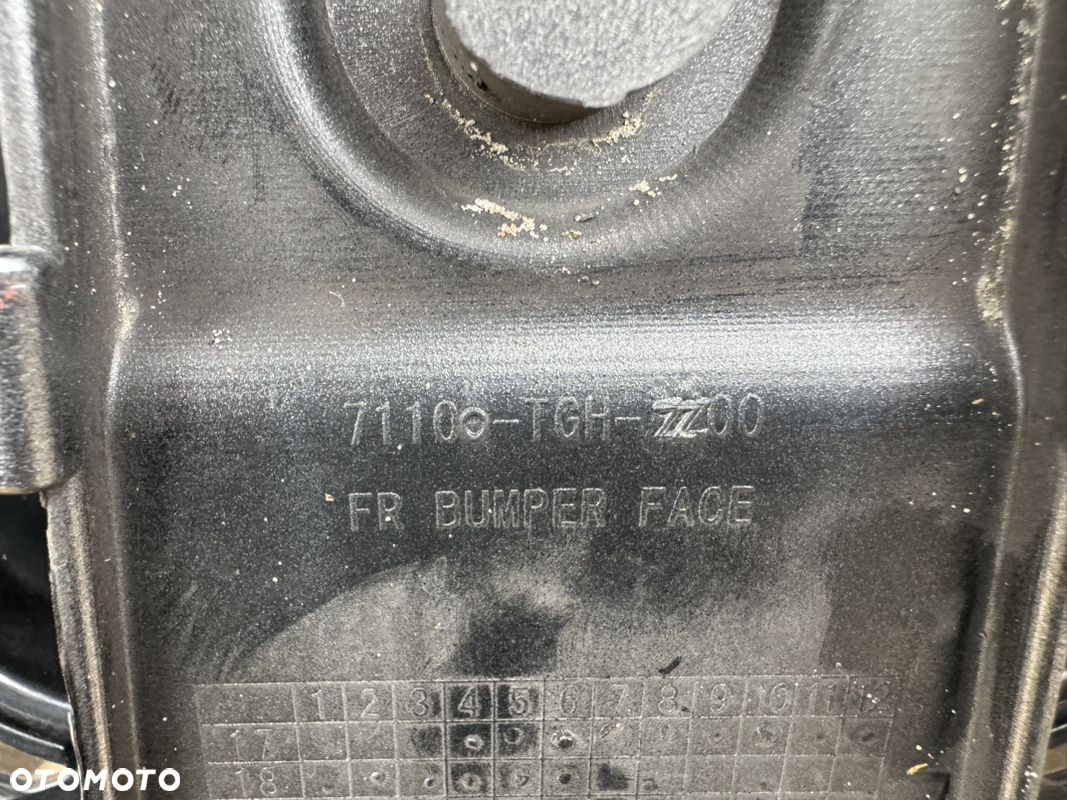 71100-TGH-ZZ00
FR BUMPER FACE
1 2 3 4 5 6 7 8 9 10 11 12
17
18
OTOMOTO